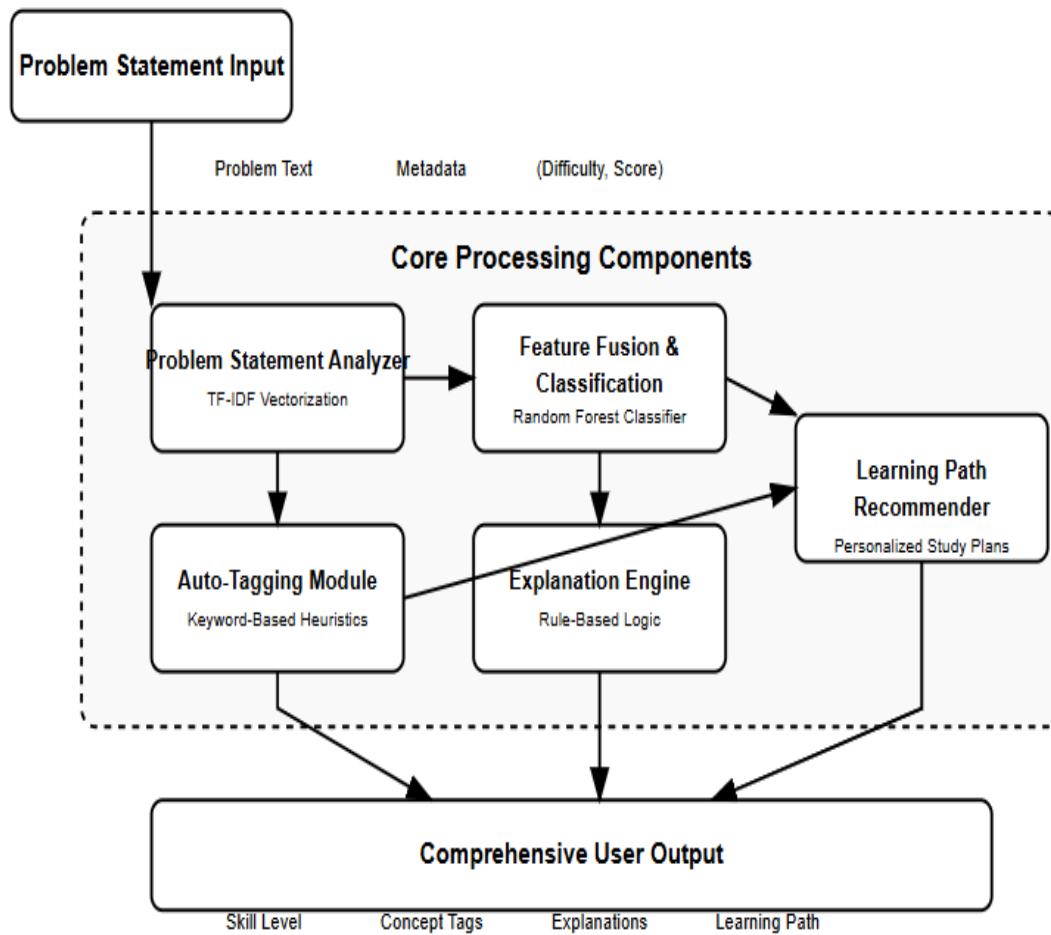 Problem Statement Input
Problem Text Metadata (Difficulty, Score)
Core Processing Components
Problem Statement Analyzer
TF-IDF Vectorization
Feature Fusion &
Classification
Random Forest Classifier
Learning Path
Recommender
Personalized Study Plans
Auto-Tagging Module
Keyword-Based Heuristics
Explanation Engine
Rule-Based Logic
Comprehensive User Output
Skill Level Concept Tags Explanations Learning Path